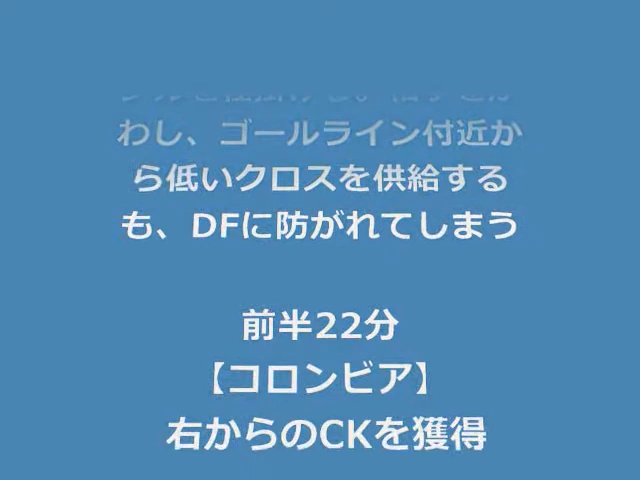 わし、ゴールライン付近か
ら低いクロスを供給する
も、DFに防がれてしまう
前半22分
【コロンビア】
右からのCKを獲得